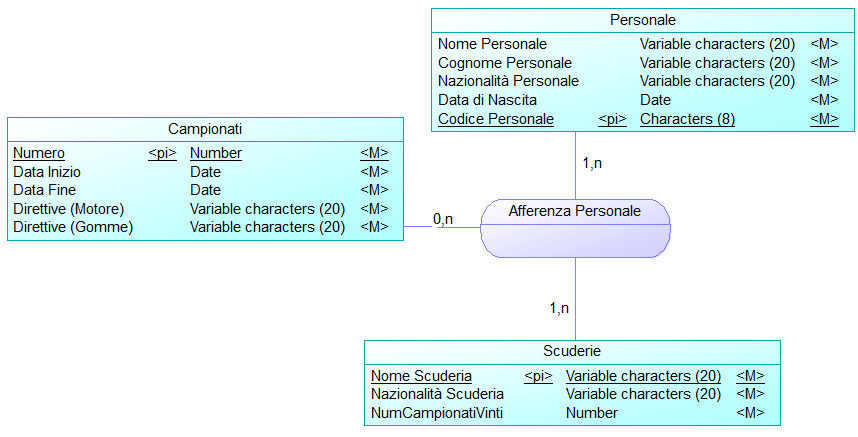 Personale
Nome Personale Variable characters (20) <M>
Cognome Personale Variable characters (20) <M>
Nazionalità Personale Variable characters (20) <M>
Data di Nascita Date <M>
Codice Personale <pi> Characters (8) <M>
Campionati
Numero <pi> Number <M>
Data Inizio Date <M>
Data Fine Date <M>
Direttive (Motore) Variable characters (20) <M>
Direttive (Gomme) Variable characters (20) <M>
1,n
0,n
Afferenza Personale
1,n
Scuderie
Nome Scuderia <pi> Variable characters (20) <M>
Nazionalità Scuderia Variable characters (20) <M>
NumCampionatiVinti Number <M>